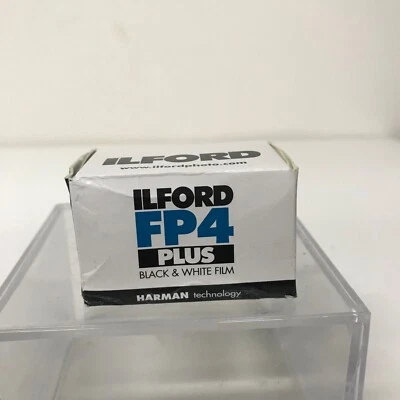 ILFORD
www.ilfordphoto.com
ILFORD
FP4
PLUS
BLACK & WHITE FILM
HARMAN technology